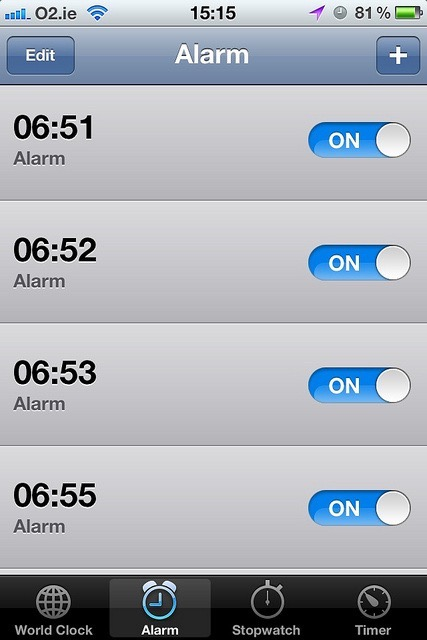 O2.ie 15:15 81%
Edit Alarm +
06:51
Alarm ON
06:52
Alarm ON
06:53
Alarm ON
06:55
Alarm ON
World Clock Alarm Stopwatch Timer